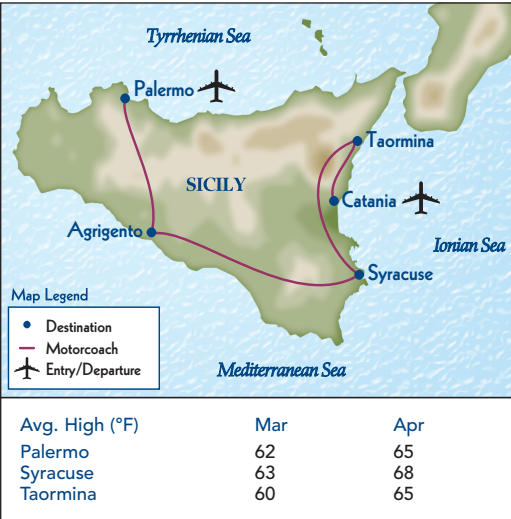 Tyrrhenian Sea
Palermo
Taormina
SICILY
Catania
Agrigento
Ionian Sea
Syracuse
Map Legend
Destination
Motorcoach
Entry/Departure
Mediterranean Sea
Avg. High (°F) Mar Apr
Palermo 62 65
Syracuse 63 68
Taormina 60 65